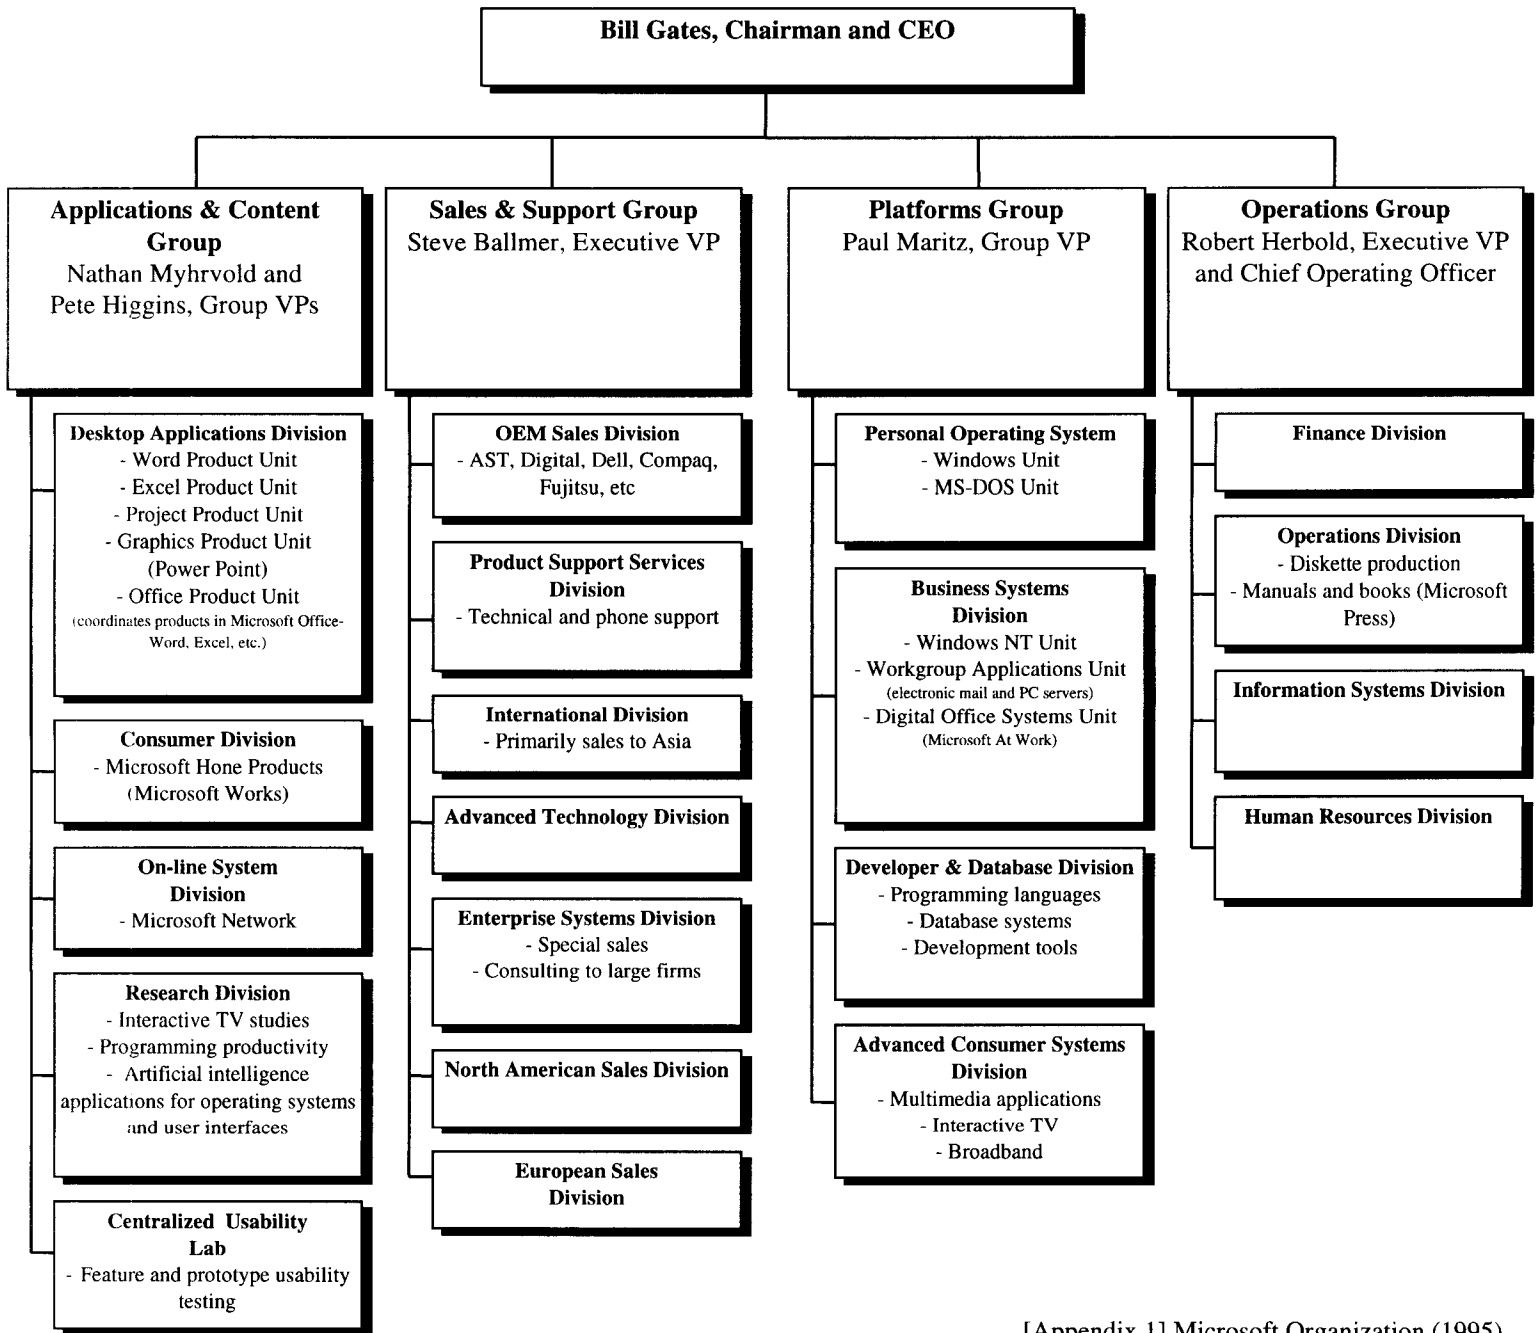 Bill Gates, Chairman and CEO
Applications & Content
Group
Nathan Myhrvold and
Pete Higgins, Group VPs
Desktop Applications Division
- Word Product Unit
- Excel Product Unit
- Project Product Unit
- Graphics Product Unit
(Power Point)
- Office Product Unit
(coordinates products in Microsoft Office-
Word, Excel, etc.)
Consumer Division
- Microsoft Hone Products
(Microsoft Works)
On-line System
Division
- Microsoft Network
Research Division
- Interactive TV studies
- Programming productivity
- Artificial intelligence
applications for operating systems
and user interfaces
Centralized Usability
Lab
- Feature and prototype usability
testing
Sales & Support Group
Steve Ballmer, Executive VP
OEM Sales Division
- AST, Digital, Dell, Compaq,
Fujitsu, etc
Product Support Services
Division
- Technical and phone support
International Division
- Primarily sales to Asia
Advanced Technology Division
Enterprise Systems Division
- Special sales
- Consulting to large firms
North American Sales Division
European Sales
Division
Platforms Group
Paul Maritz, Group VP
Personal Operating System
- Windows Unit
- MS-DOS Unit
Business Systems
Division
- Windows NT Unit
- Workgroup Applications Unit
(electronic mail and PC servers)
- Digital Office Systems Unit
(Microsoft At Work)
Developer & Database Division
- Programming languages
- Database systems
- Development tools
Advanced Consumer Systems
Division
- Multimedia applications
- Interactive TV
- Broadband
Operations Group
Robert Herbold, Executive VP
and Chief Operating Officer
Finance Division
Operations Division
- Diskette production
- Manuals and books (Microsoft
Press)
Information Systems Division
Human Resources Division
[Appendix 1] Microsoft Organization (1995)